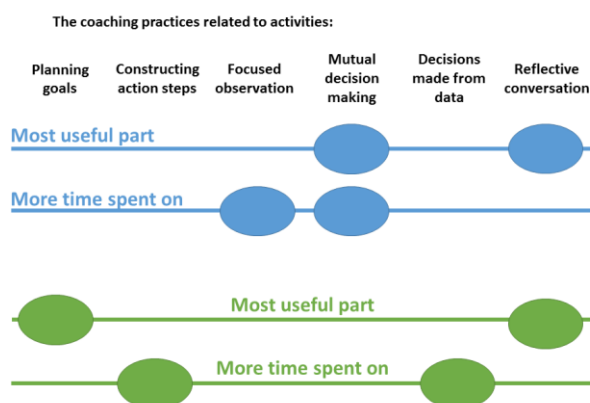 The coaching practices related to activities:
Planning goals
Constructing action steps
Focused observation
Mutual decision making
Decisions made from data
Reflective conversation
Most useful part
More time spent on
Most useful part
More time spent on